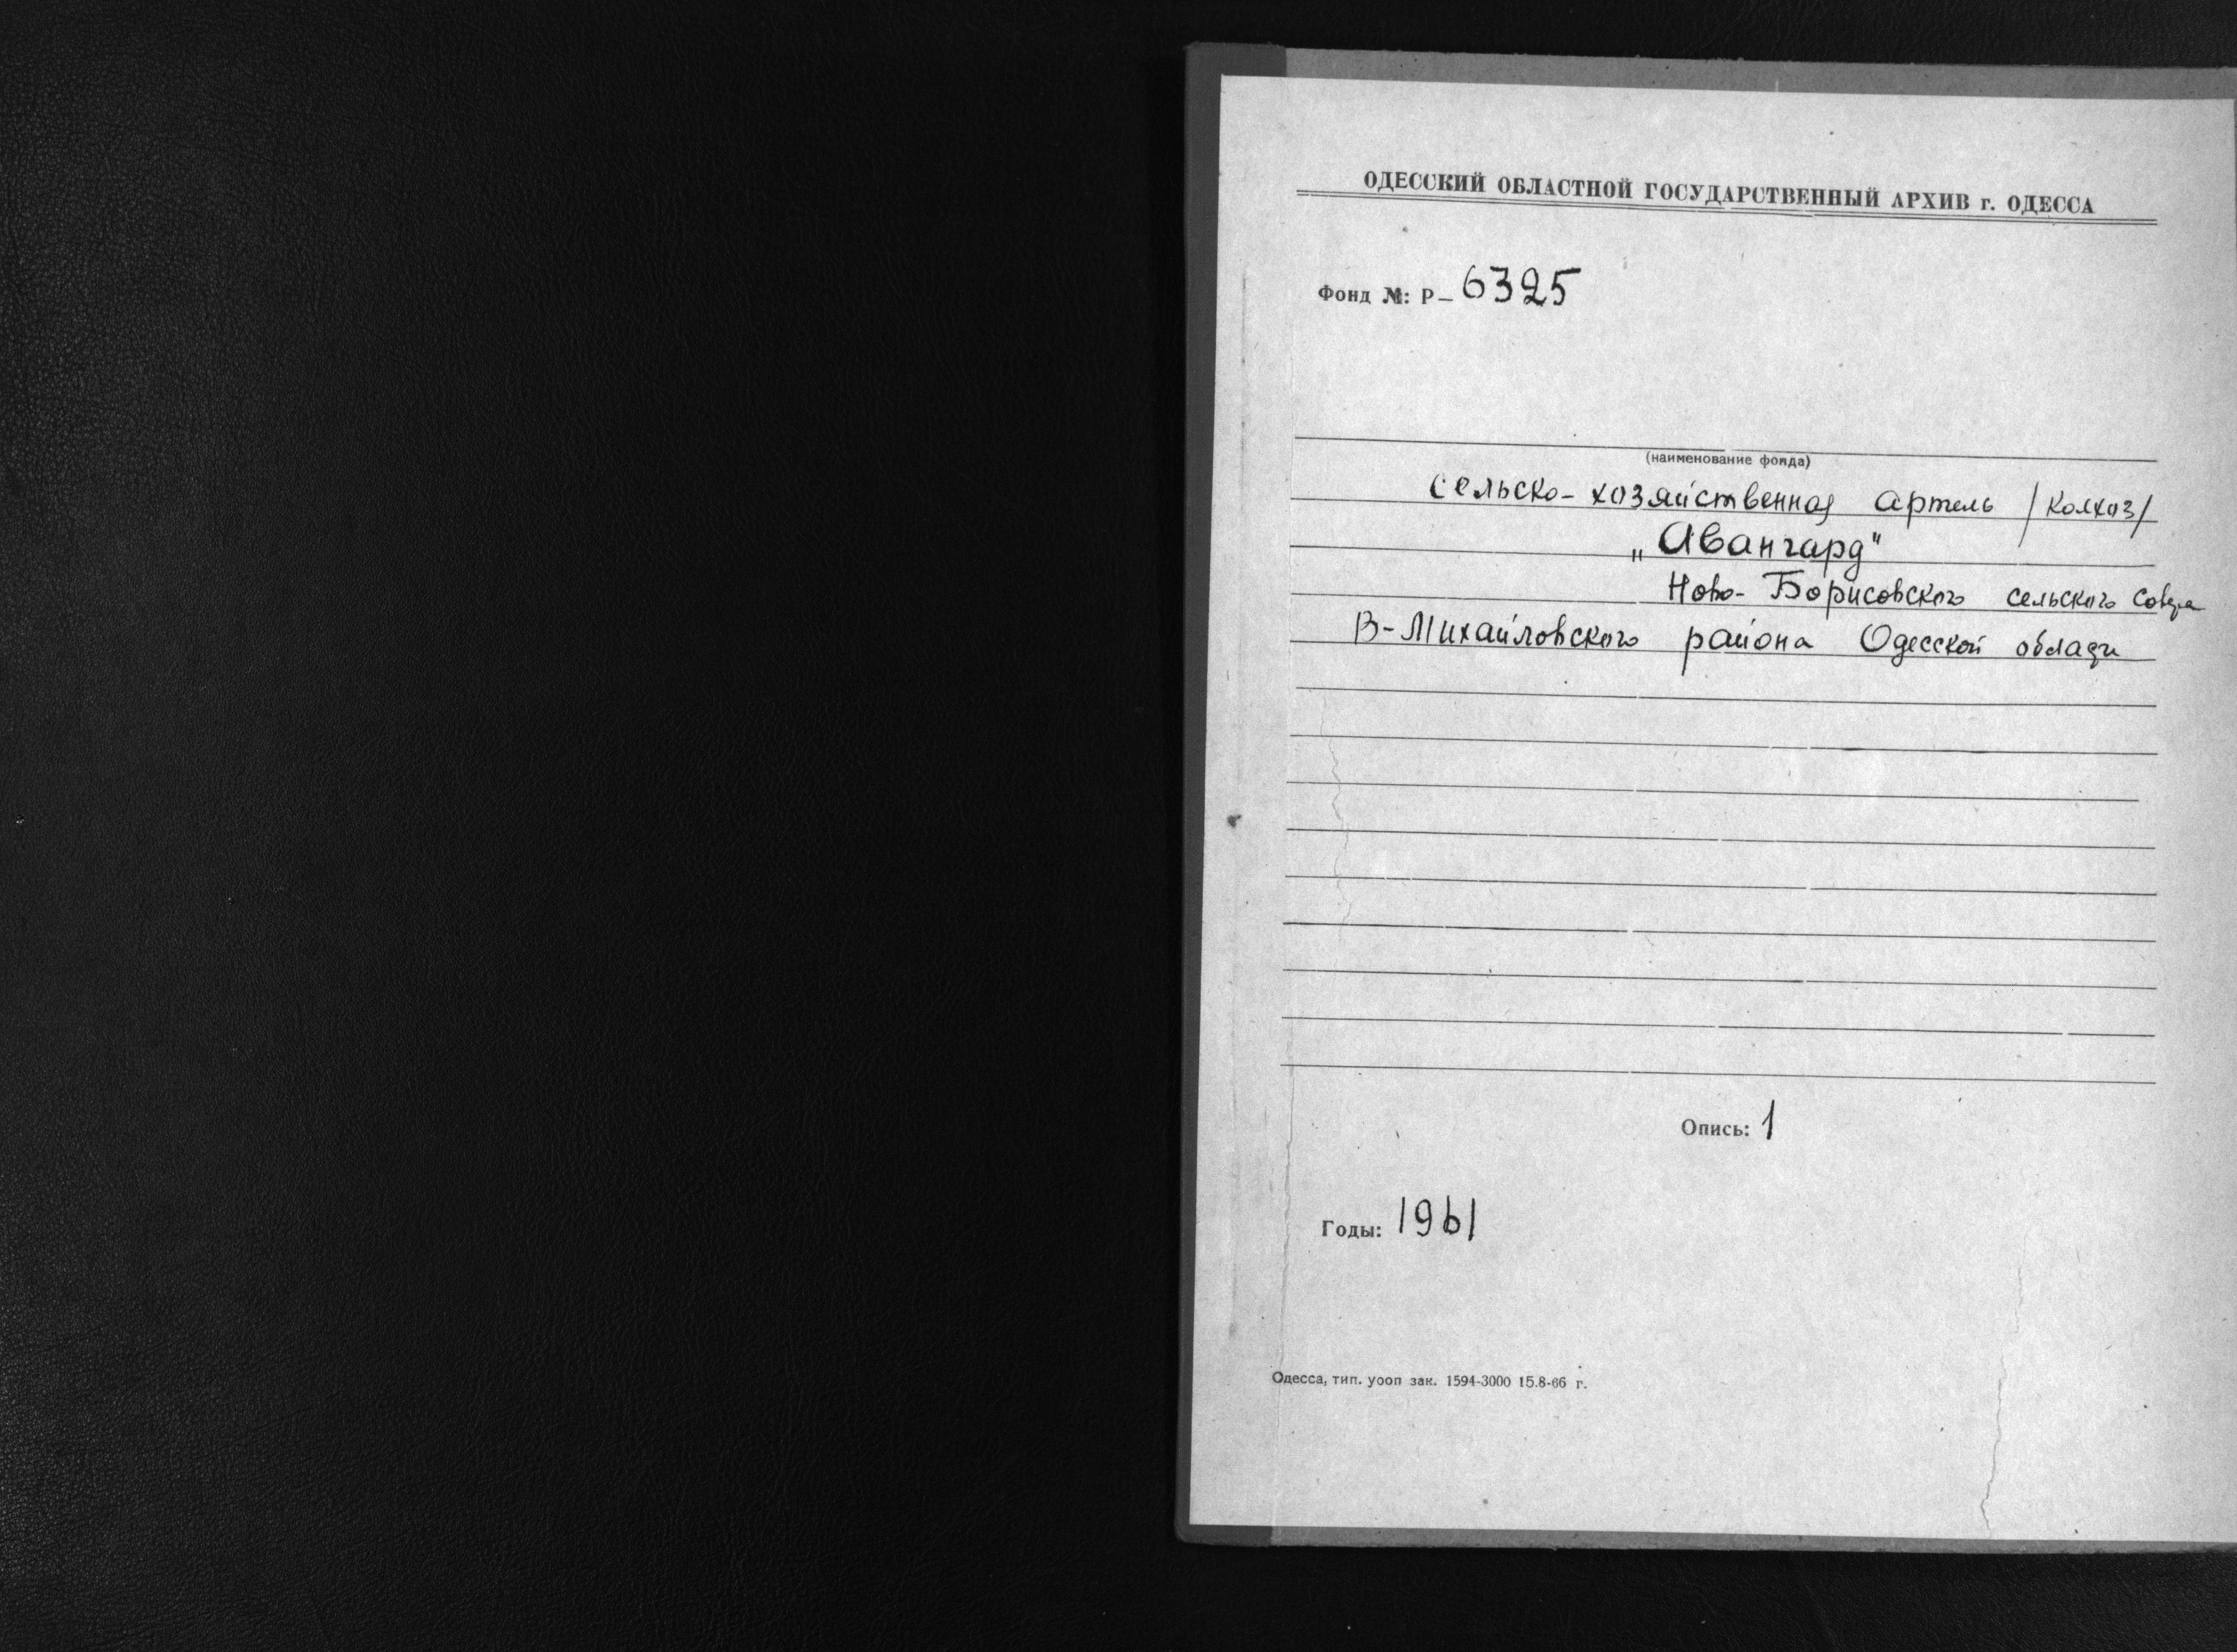 ОДЕССКИЙ ОБЛАСТНОЙ ГОСУДАРСТВЕННЫЙ АРХИВ г. ОДЕССА
Фонд №: Р- 6325
(наименование фонда)
сельско-хозяйственная артель /колхоз/
„Авангард"
Ново-Борисовского сельского Совета
В-Михайловского района Одесской области
Опись: 1
Годы: 1961
Одесса, тип. уооп зак. 1594-3000 15.8-66 г.